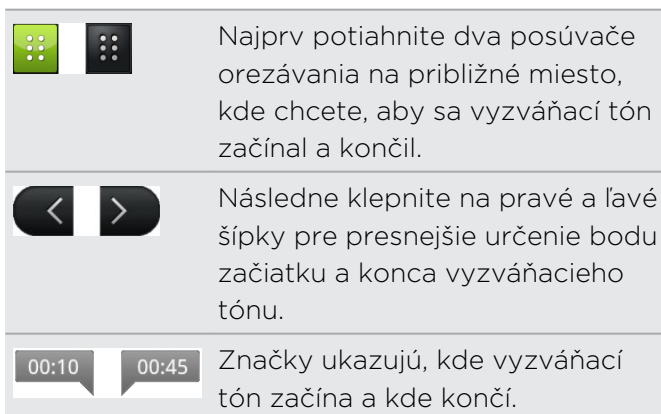 Najprv potiahnite dva posúvače
orezávania na približné miesto,
kde chcete, aby sa vyzváňací tón
začínal a končil.
Následne klepnite na pravé a ľavé
šípky pre presnejšie určenie bodu
začiatku a konca vyzváňacieho
tónu.
00:10 00:45 Značky ukazujú, kde vyzváňací
tón začína a kde končí.